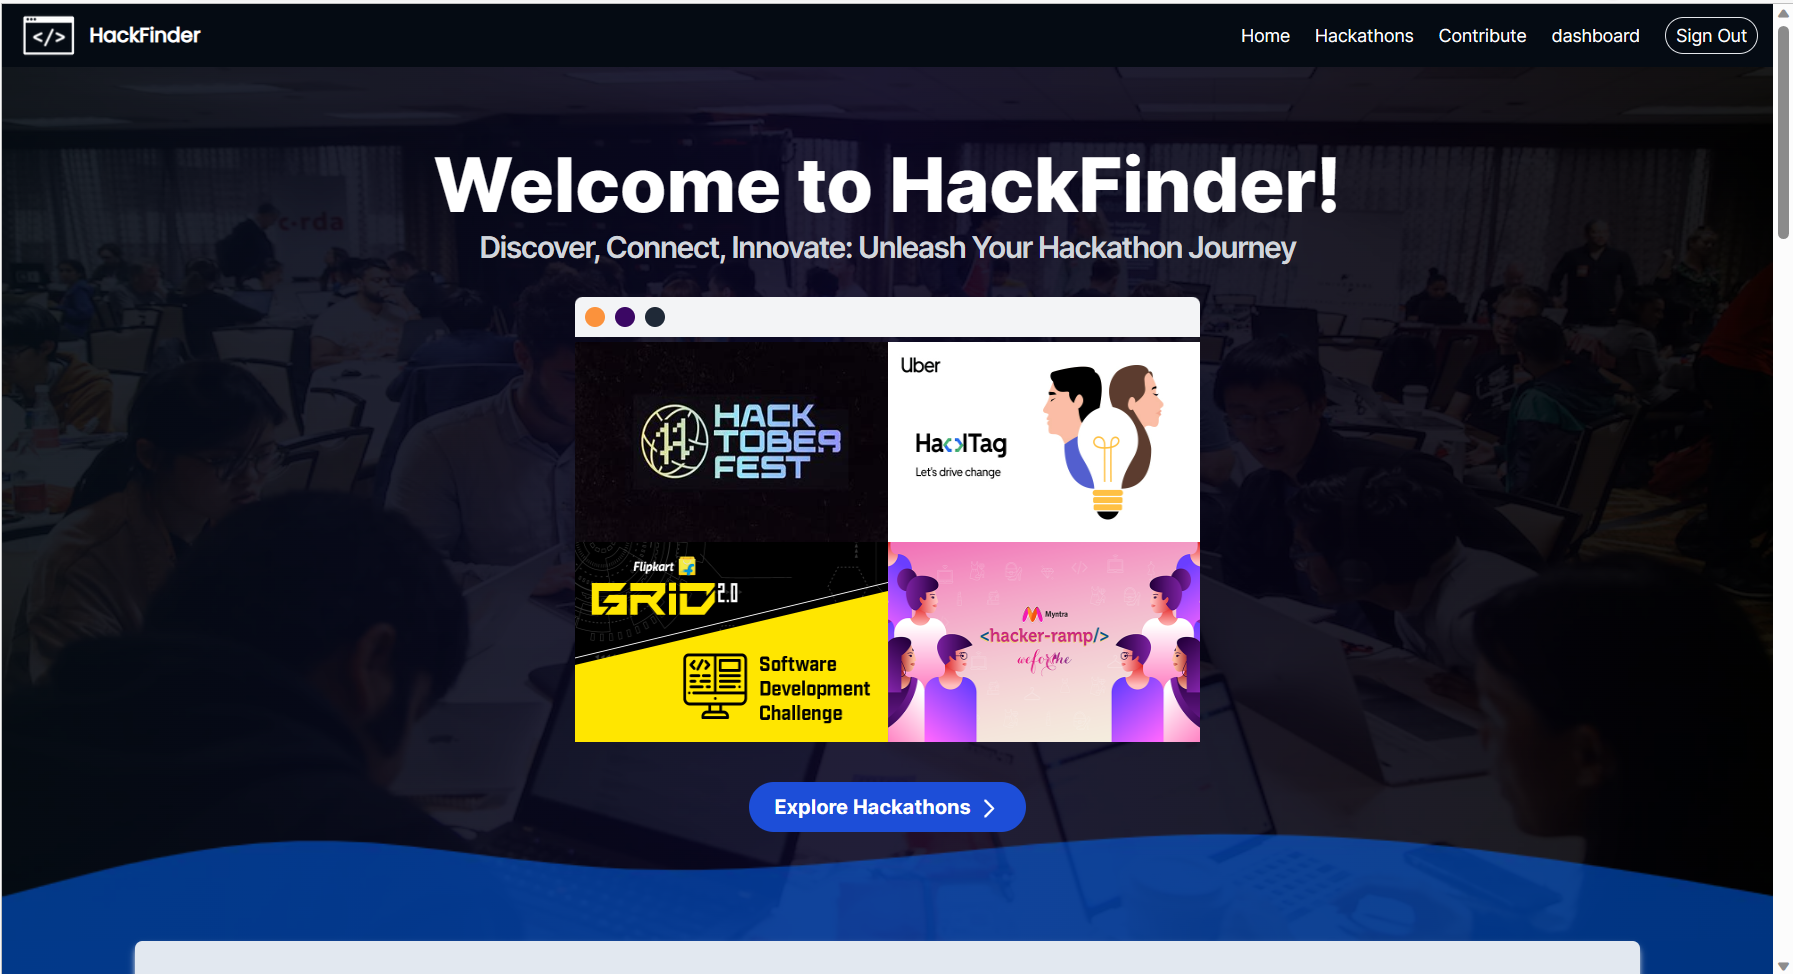 </> HackFinder
Home Hackathons Contribute dashboard Sign Out
Welcome to HackFinder!
Discover, Connect, Innovate: Unleash Your Hackathon Journey
HACK
TOBER
FEST
Uber
Hac<>kTag
Let's drive change
Flipkart
GRiD 2.0
Software
Development
Challenge
Myntra
<hacker-ramp/>
weforshe
Explore Hackathons
c·rda